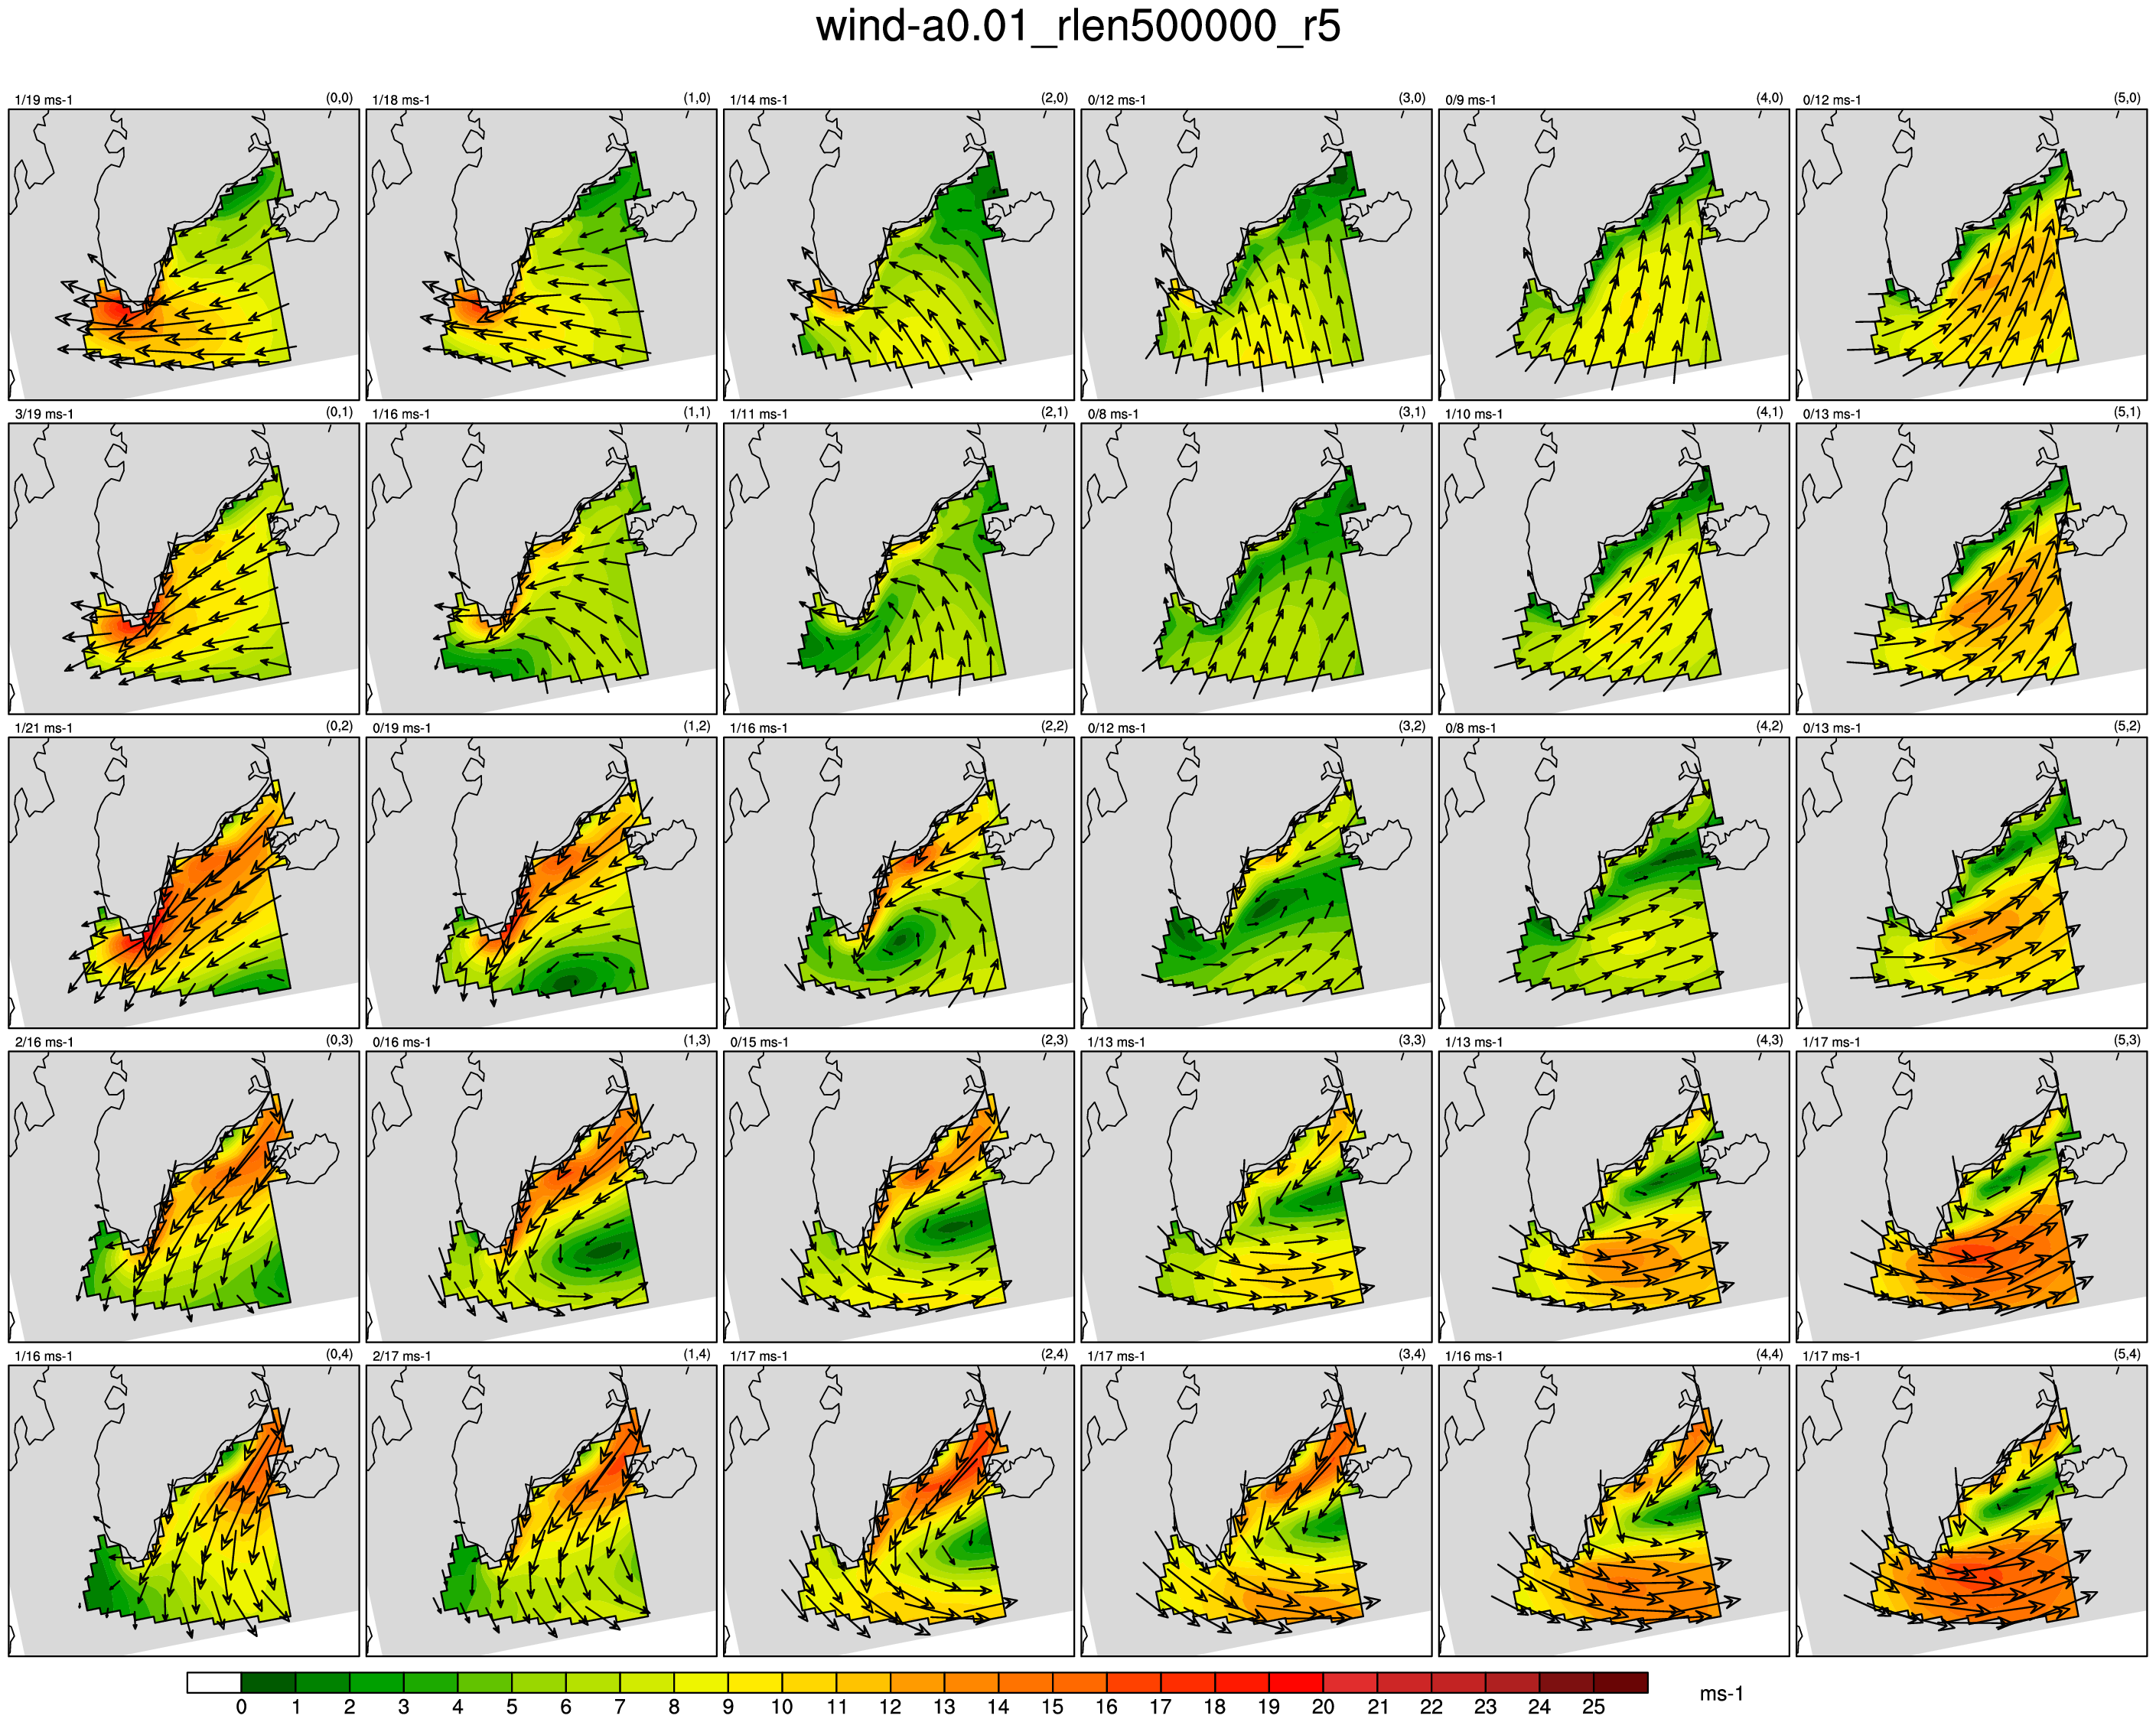 wind-a0.01_rlen500000_r5
1/19 ms-1 (0,0) 1/18 ms-1 (1,0) 1/14 ms-1 (2,0) 0/12 ms-1 (3,0) 0/9 ms-1 (4,0) 0/12 ms-1 (5,0)
3/19 ms-1 (0,1) 1/16 ms-1 (1,1) 1/11 ms-1 (2,1) 0/8 ms-1 (3,1) 1/10 ms-1 (4,1) 0/13 ms-1 (5,1)
1/21 ms-1 (0,2) 0/19 ms-1 (1,2) 1/16 ms-1 (2,2) 0/12 ms-1 (3,2) 0/8 ms-1 (4,2) 0/13 ms-1 (5,2)
2/16 ms-1 (0,3) 0/16 ms-1 (1,3) 0/15 ms-1 (2,3) 1/13 ms-1 (3,3) 1/13 ms-1 (4,3) 1/17 ms-1 (5,3)
1/16 ms-1 (0,4) 2/17 ms-1 (1,4) 1/17 ms-1 (2,4) 1/17 ms-1 (3,4) 1/16 ms-1 (4,4) 1/17 ms-1 (5,4)
0 1 2 3 4 5 6 7 8 9 10 11 12 13 14 15 16 17 18 19 20 21 22 23 24 25 ms-1